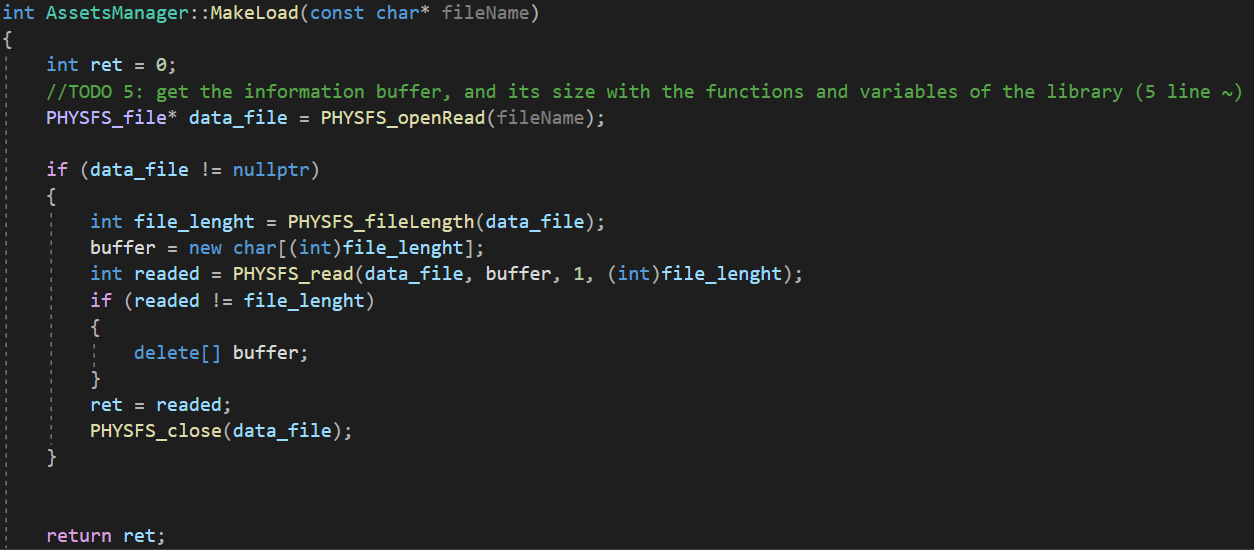 int AssetsManager::MakeLoad(const char* fileName)
{
int ret = 0;
//TODO 5: get the information buffer, and its size with the functions and variables of the library (5 line ~)
PHYSFS_file* data_file = PHYSFS_openRead(fileName);
if (data_file != nullptr)
{
int file_lenght = PHYSFS_fileLength(data_file);
buffer = new char[(int)file_lenght];
int readed = PHYSFS_read(data_file, buffer, 1, (int)file_lenght);
if (readed != file_lenght)
{
delete[] buffer;
}
ret = readed;
PHYSFS_close(data_file);
}
return ret;